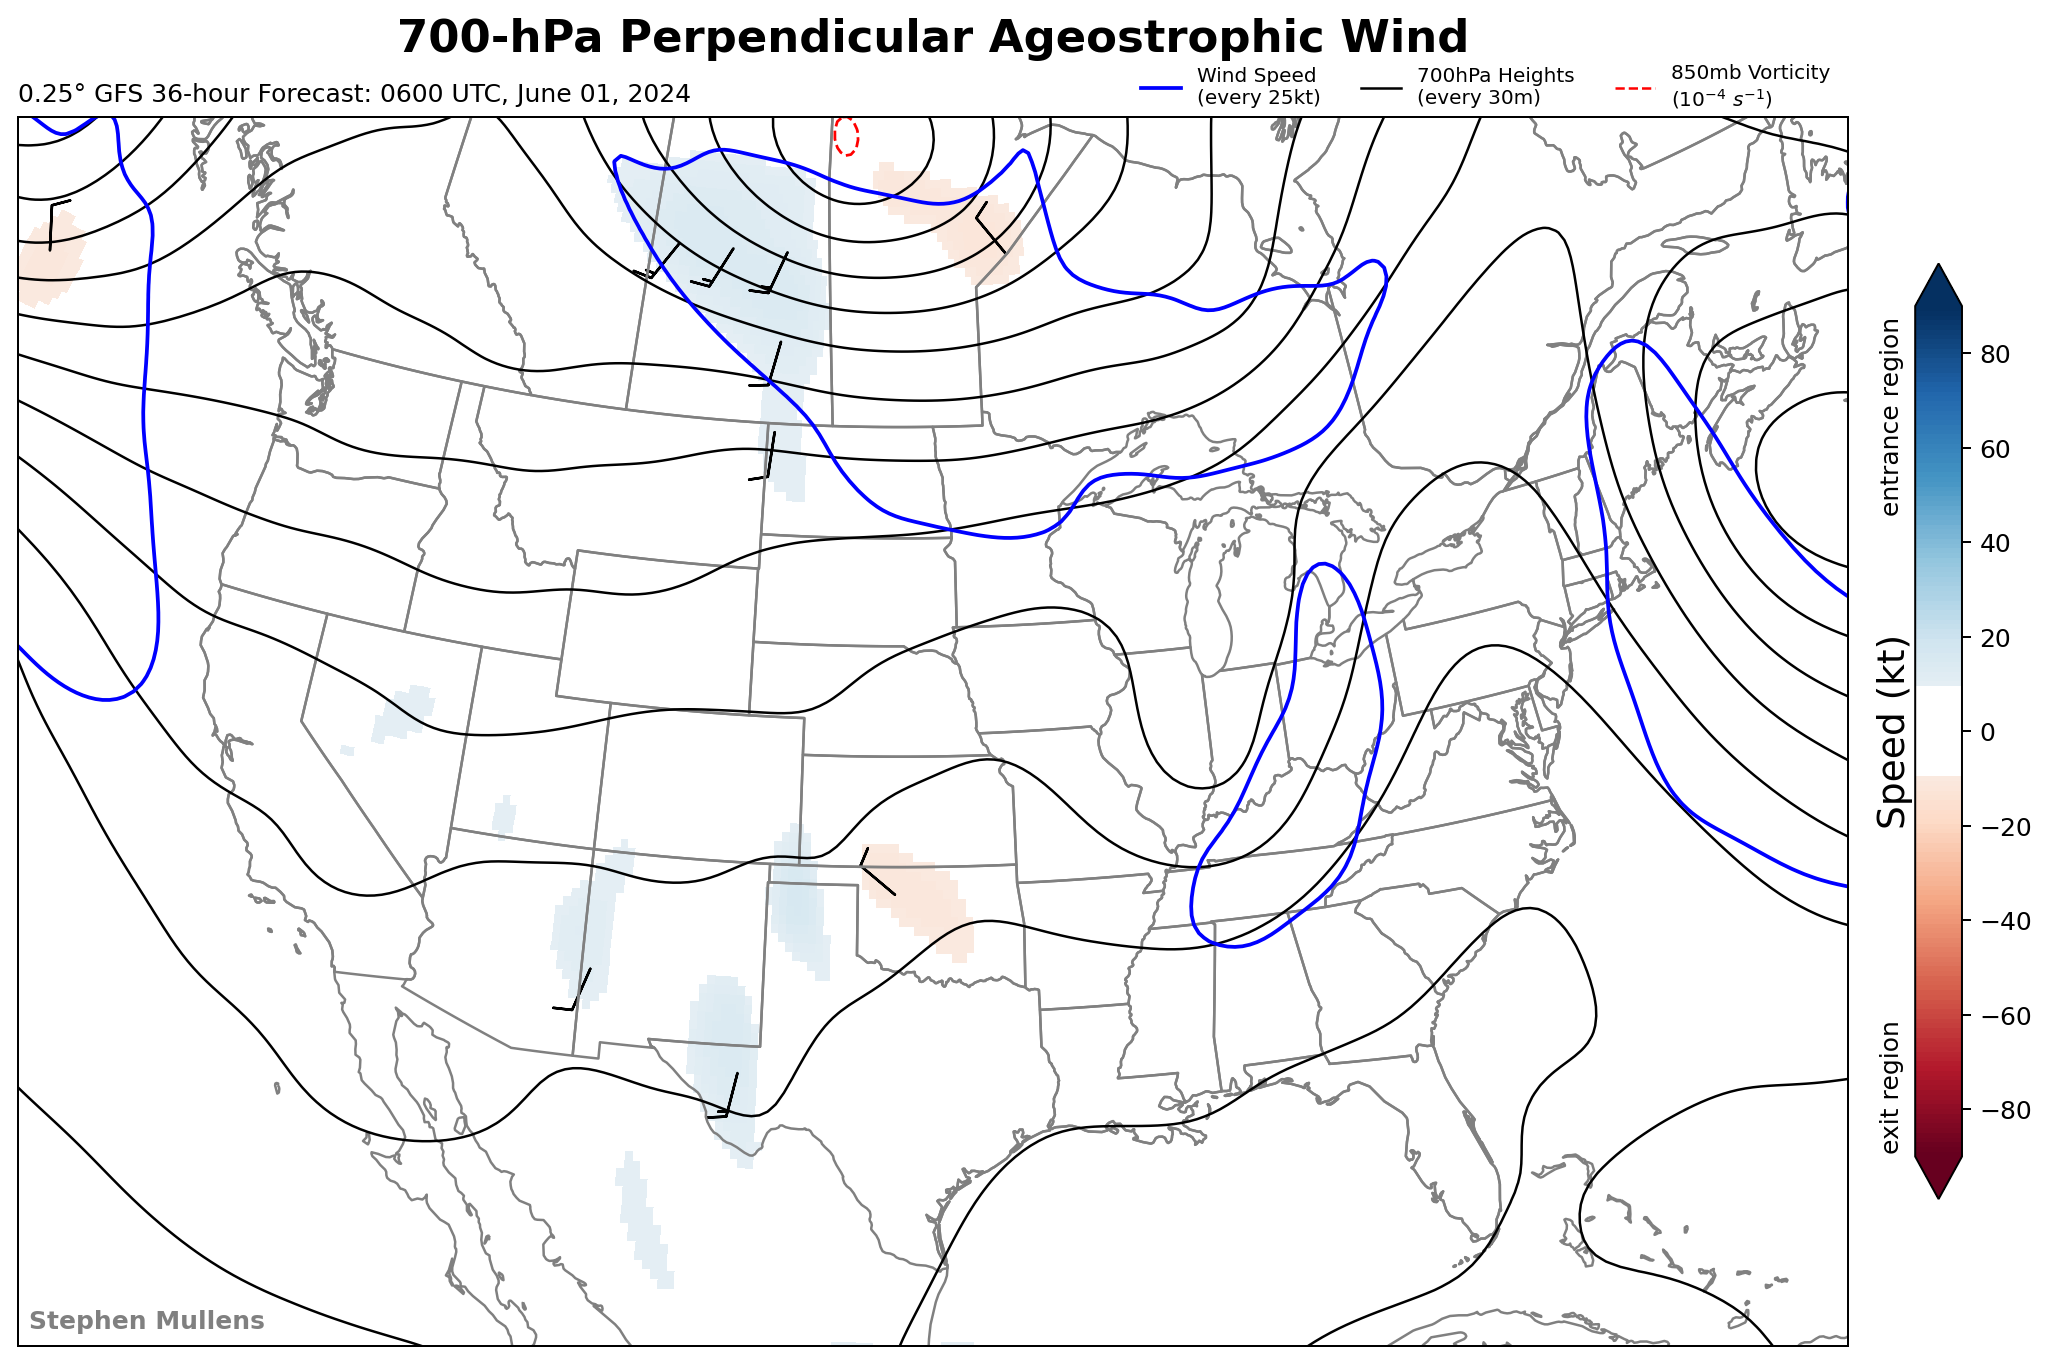 700-hPa Perpendicular Ageostrophic Wind
0.25° GFS 36-hour Forecast: 0600 UTC, June 01, 2024
Wind Speed
(every 25kt)
700hPa Heights
(every 30m)
850mb Vorticity
(10⁻⁴ s⁻¹)
entrance region
Speed (kt)
exit region
80
60
40
20
0
−20
−40
−60
−80
Stephen Mullens